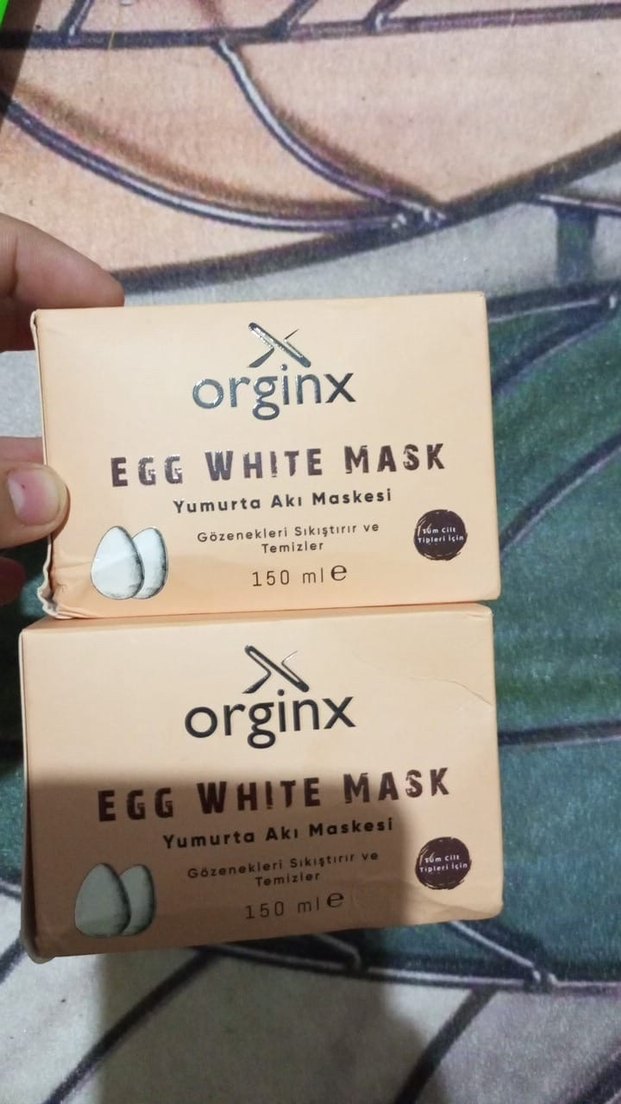 orginx
EGG WHITE MASK
Yumurta Akı Maskesi
Gözenekleri Sıkıştırır ve
Temizler
Tüm Cilt
Tipleri İçin
150 ml e
orginx
EGG WHITE MASK
Yumurta Akı Maskesi
Gözenekleri Sıkıştırır ve
Temizler
Tüm Cilt
Tipleri İçin
150 ml e